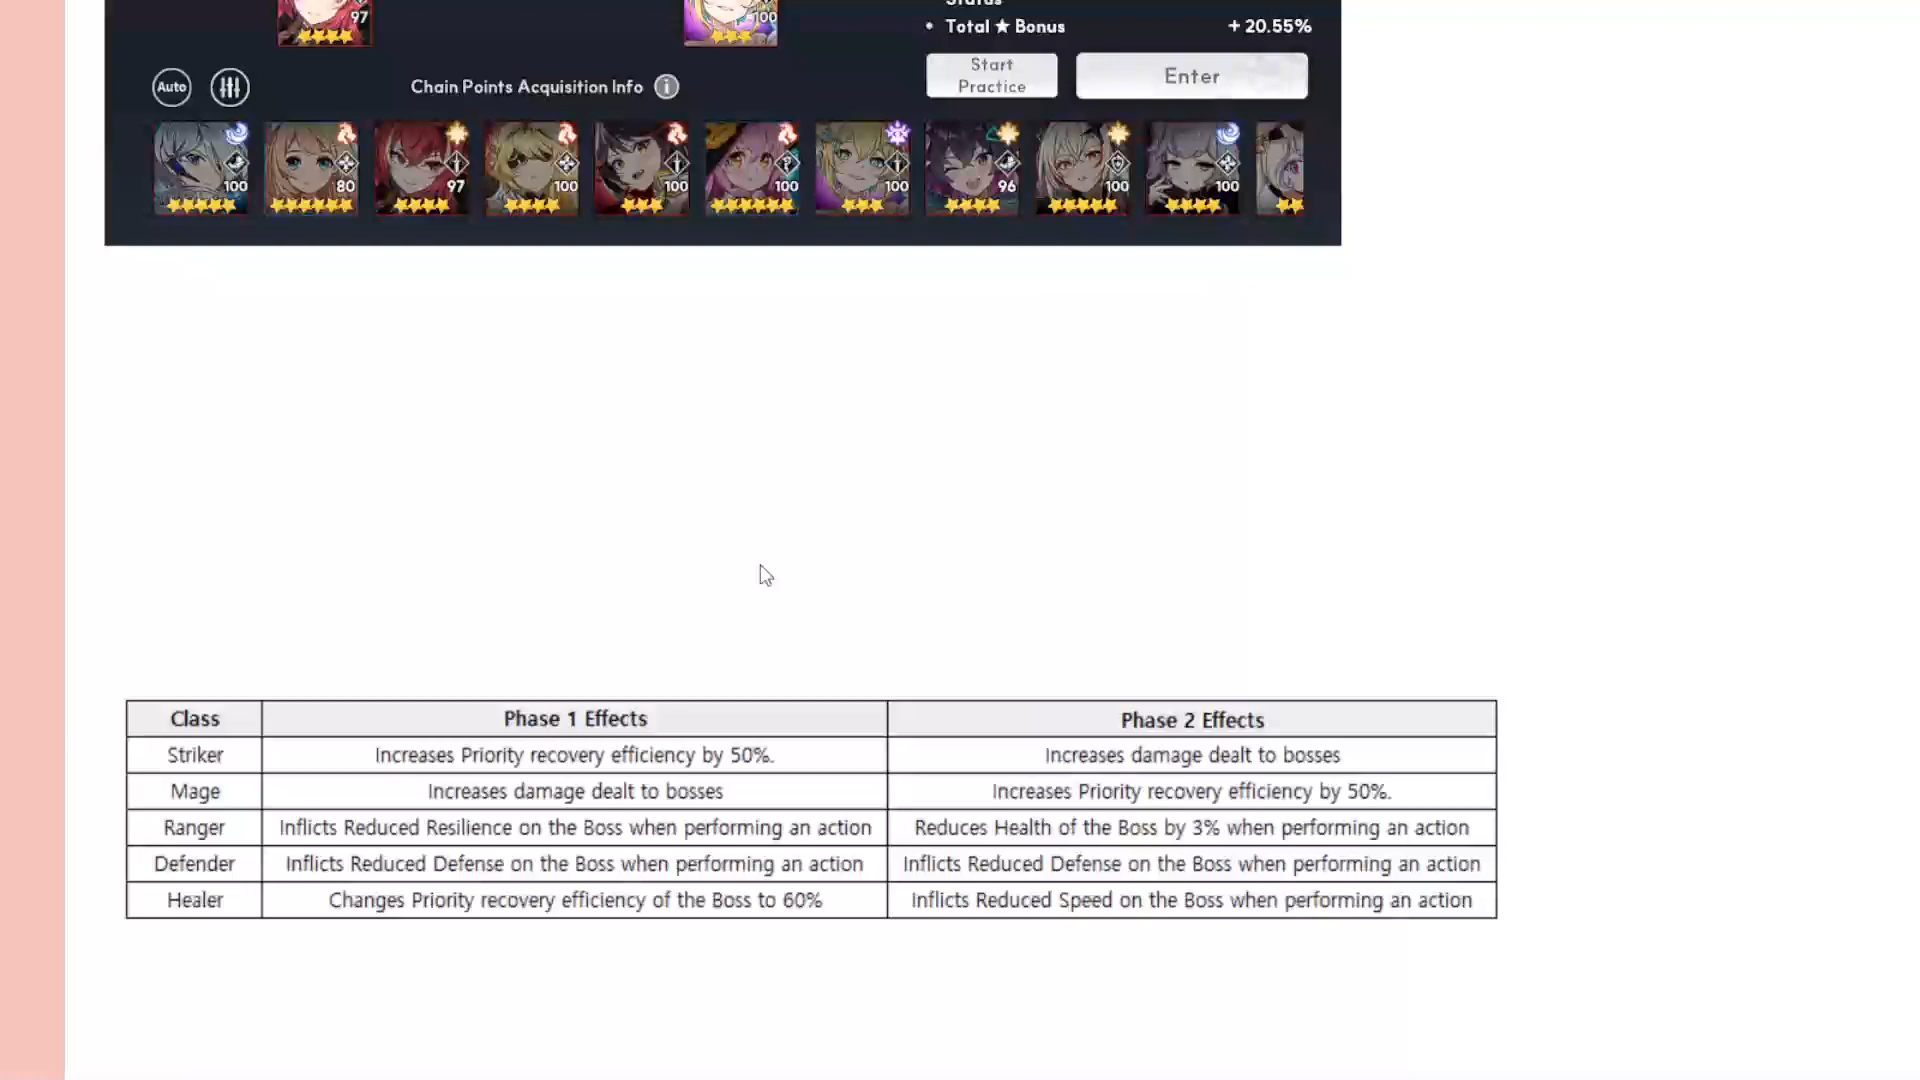 97
100
Status
• Total ★ Bonus + 20.55%
Start
Practice
Enter
Auto
Chain Points Acquisition Info i
100 80 97 100 100 100 100 96 100 100
Class Phase 1 Effects Phase 2 Effects
Striker Increases Priority recovery efficiency by 50%. Increases damage dealt to bosses
Mage Increases damage dealt to bosses Increases Priority recovery efficiency by 50%.
Ranger Inflicts Reduced Resilience on the Boss when performing an action Reduces Health of the Boss by 3% when performing an action
Defender Inflicts Reduced Defense on the Boss when performing an action Inflicts Reduced Defense on the Boss when performing an action
Healer Changes Priority recovery efficiency of the Boss to 60% Inflicts Reduced Speed on the Boss when performing an action